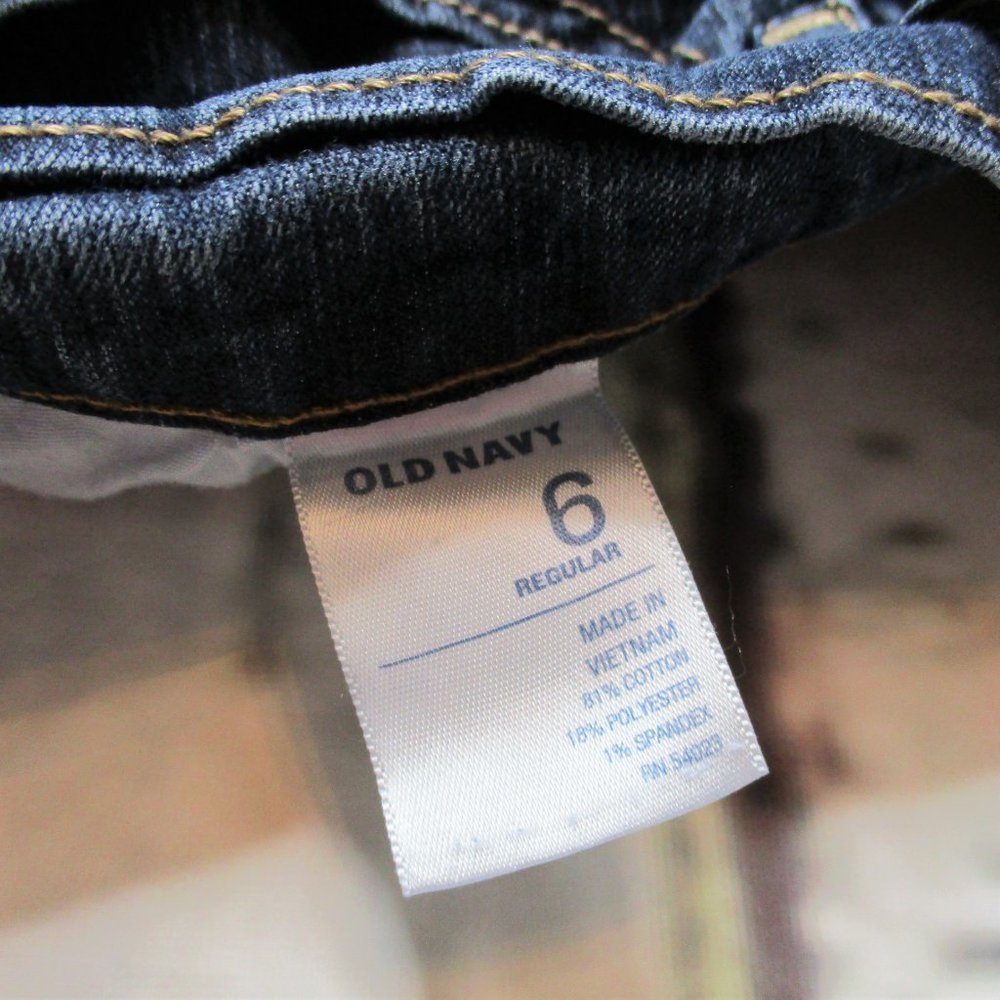 OLD NAVY
6
REGULAR
MADE IN
VIETNAM
81% COTTON
18% POLYESTER
1% SPANDEX
RN 54023